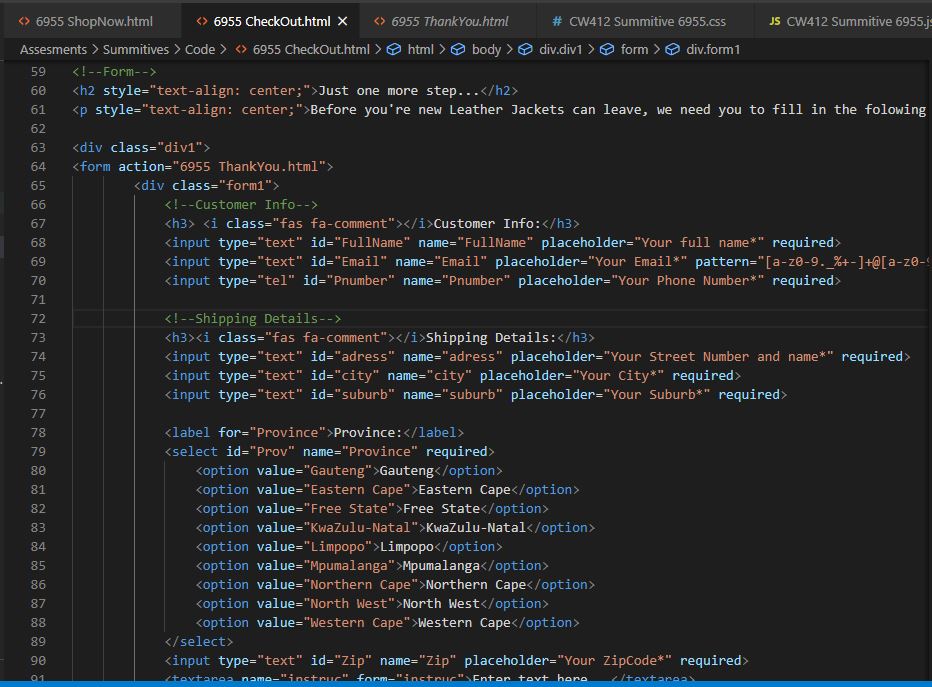 6955 ShopNow.html 6955 CheckOut.html 6955 ThankYou.html # CW412 Summitive 6955.css JS CW412 Summitive 6955.js
Assesments > Summitives > Code > 6955 CheckOut.html > html > body > div.div1 > form > div.form1
59 <!--Form-->
60 <h2 style="text-align: center;">Just one more step...</h2>
61 <p style="text-align: center;">Before you're new Leather Jackets can leave, we need you to fill in the folowing
62
63 <div class="div1">
64 <form action="6955 ThankYou.html">
65 <div class="form1">
66 <!--Customer Info-->
67 <h3> <i class="fas fa-comment"></i>Customer Info:</h3>
68 <input type="text" id="FullName" name="FullName" placeholder="Your full name*" required>
69 <input type="text" id="Email" name="Email" placeholder="Your Email*" pattern="[a-z0-9._%+-]+@[a-z0-9
70 <input type="tel" id="Pnumber" name="Pnumber" placeholder="Your Phone Number*" required>
71
72 <!--Shipping Details-->
73 <h3><i class="fas fa-comment"></i>Shipping Details:</h3>
74 <input type="text" id="adress" name="adress" placeholder="Your Street Number and name*" required>
75 <input type="text" id="city" name="city" placeholder="Your City*" required>
76 <input type="text" id="suburb" name="suburb" placeholder="Your Suburb*" required>
77
78 <label for="Province">Province:</label>
79 <select id="Prov" name="Province" required>
80 <option value="Gauteng">Gauteng</option>
81 <option value="Eastern Cape">Eastern Cape</option>
82 <option value="Free State">Free State</option>
83 <option value="KwaZulu-Natal">KwaZulu-Natal</option>
84 <option value="Limpopo">Limpopo</option>
85 <option value="Mpumalanga">Mpumalanga</option>
86 <option value="Northern Cape">Northern Cape</option>
87 <option value="North West">North West</option>
88 <option value="Western Cape">Western Cape</option>
89 </select>
90 <input type="text" id="Zip" name="Zip" placeholder="Your ZipCode*" required>
91 <textarea name="instruc" form="instruc">Enter text here...</textarea>